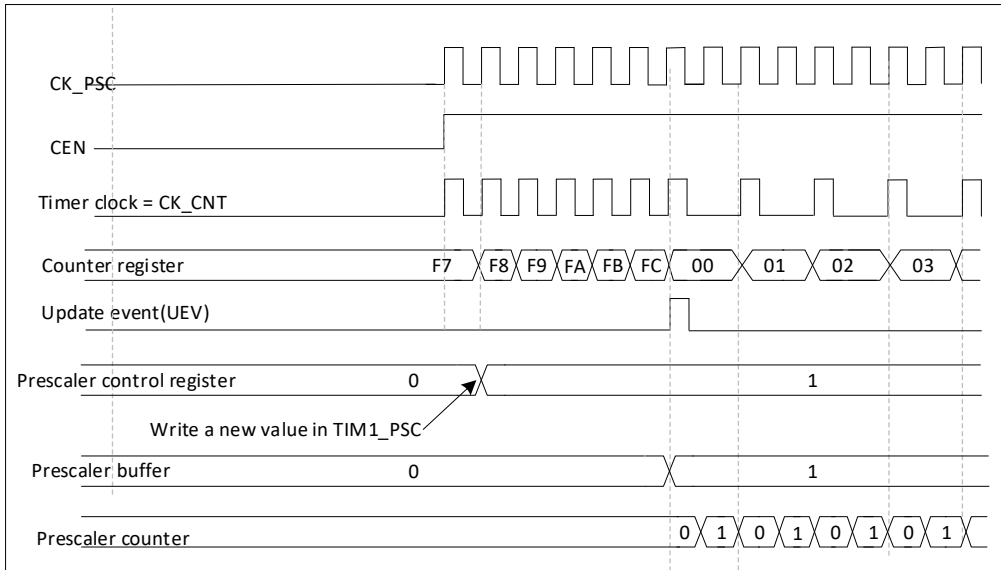 CK_PSC
CEN
Timer clock = CK_CNT
Counter register F7 F8 F9 FA FB FC 00 01 02 03
Update event(UEV)
Prescaler control register 0 1
Write a new value in TIM1_PSC
Prescaler buffer 0 1
Prescaler counter 0 1 0 1 0 1 0 1